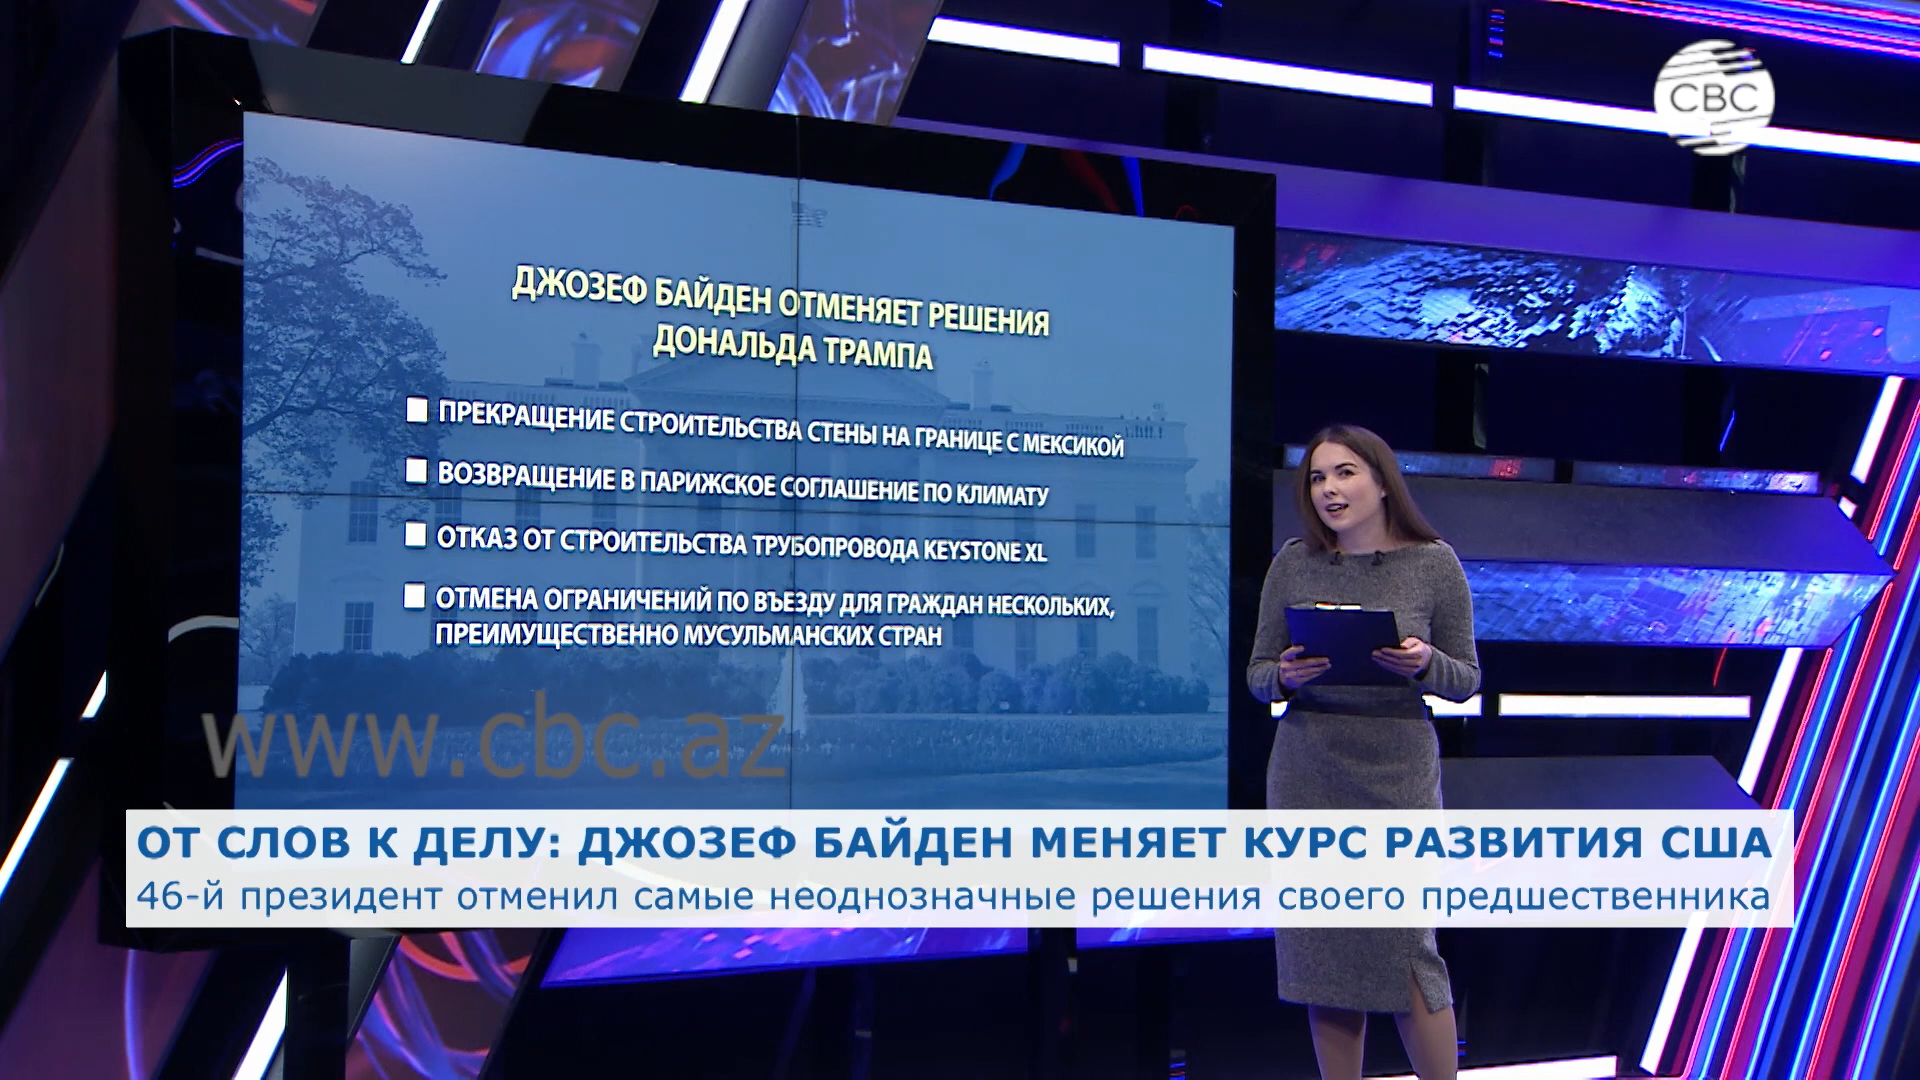 CBC
ДЖОЗЕФ БАЙДЕН ОТМЕНЯЕТ РЕШЕНИЯ
ДОНАЛЬДА ТРАМПА
ПРЕКРАЩЕНИЕ СТРОИТЕЛЬСТВА СТЕНЫ НА ГРАНИЦЕ С МЕКСИКОЙ
ВОЗВРАЩЕНИЕ В ПАРИЖСКОЕ СОГЛАШЕНИЕ ПО КЛИМАТУ
ОТКАЗ ОТ СТРОИТЕЛЬСТВА ТРУБОПРОВОДА KEYSTONE XL
ОТМЕНА ОГРАНИЧЕНИЙ ПО ВЪЕЗДУ ДЛЯ ГРАЖДАН НЕСКОЛЬКИХ,
ПРЕИМУЩЕСТВЕННО МУСУЛЬМАНСКИХ СТРАН
www.cbc.az
ОТ СЛОВ К ДЕЛУ: ДЖОЗЕФ БАЙДЕН МЕНЯЕТ КУРС РАЗВИТИЯ США
46-й президент отменил самые неоднозначные решения своего предшественника